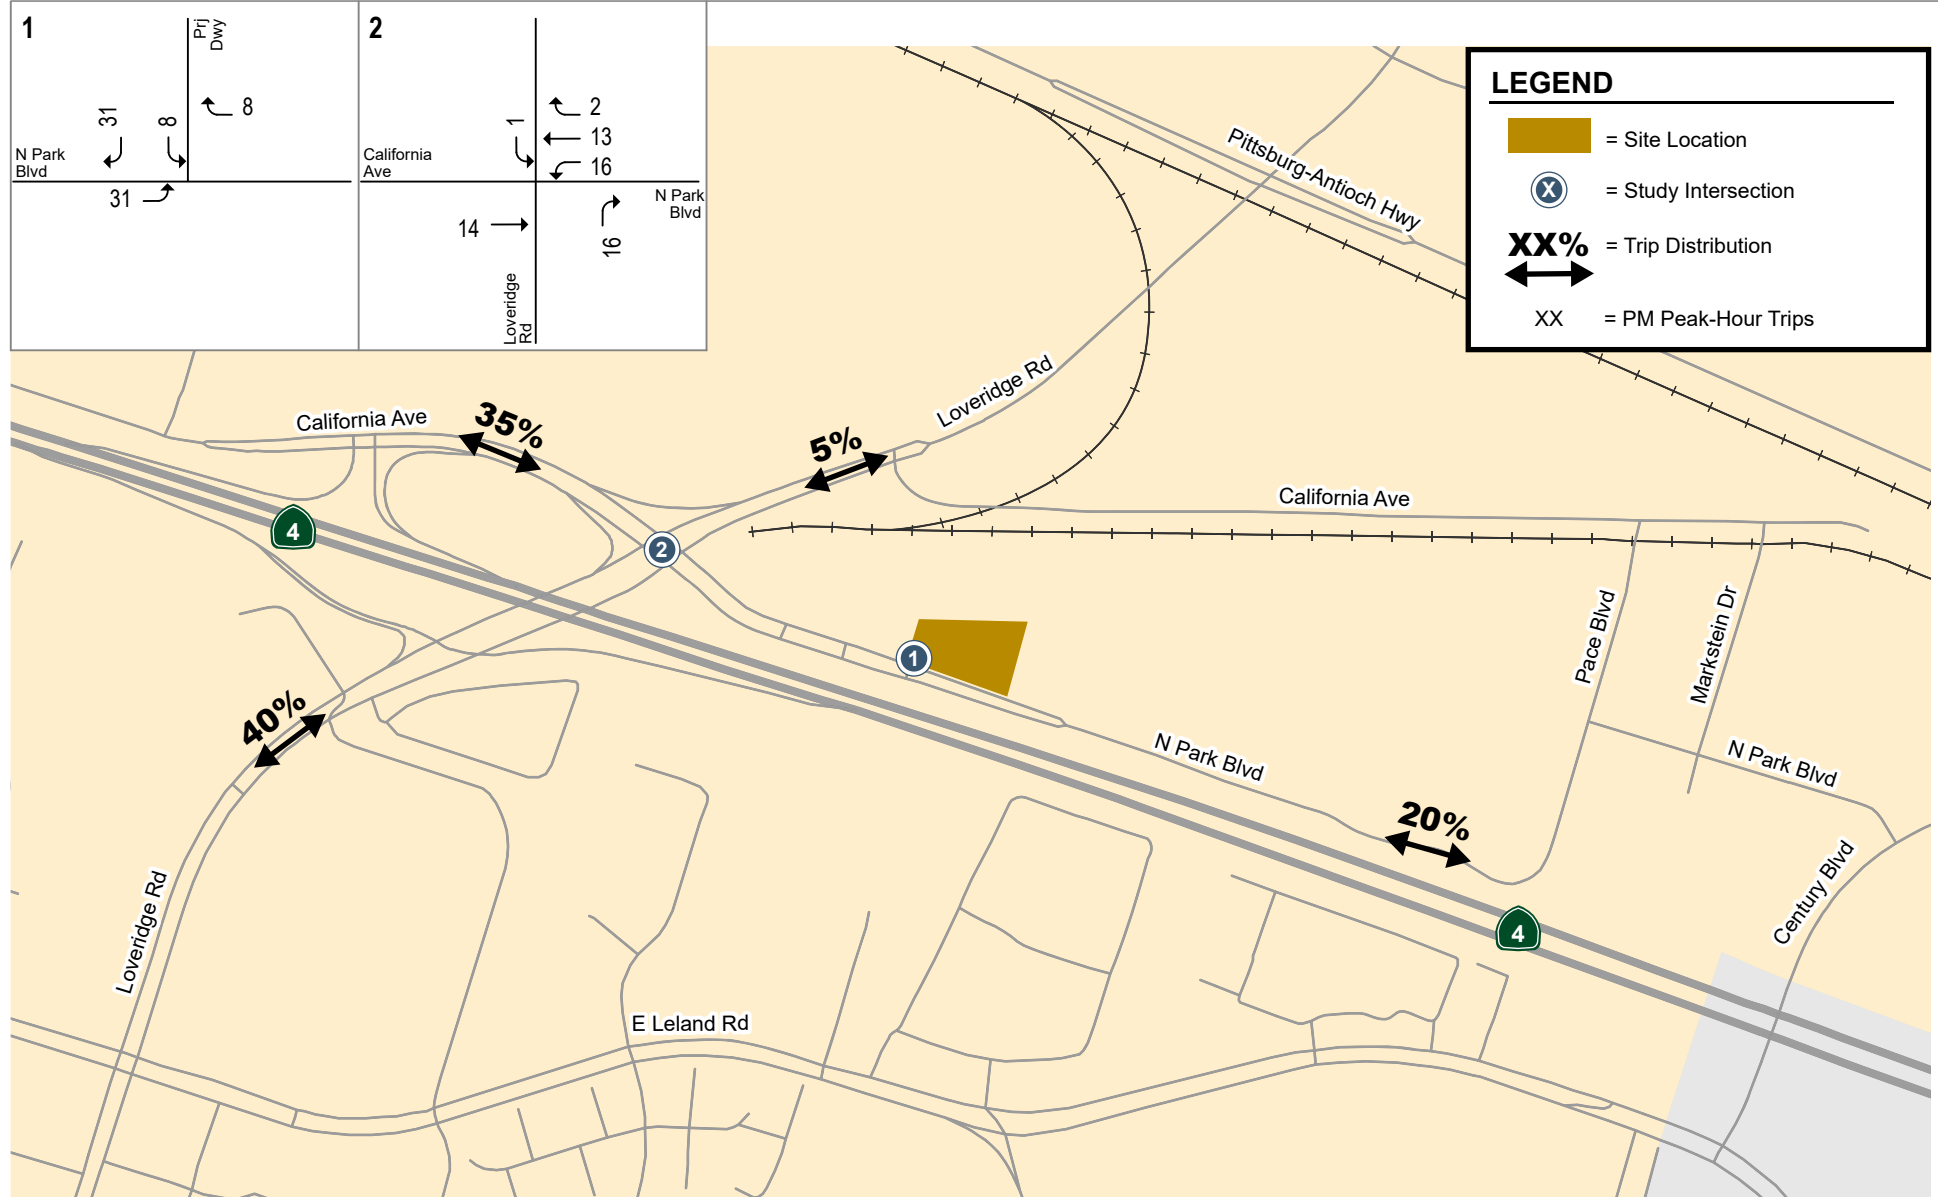 1
Prj
Dwy
31
8
8
N Park
Blvd
31
2
2
1
13
16
California
Ave
N Park
Blvd
14
16
Loveridge
Rd
LEGEND
= Site Location
X = Study Intersection
XX% = Trip Distribution
XX = PM Peak-Hour Trips
Pittsburg-Antioch Hwy
Loveridge Rd
California Ave
35%
5%
California Ave
4
2
1
Pace Blvd
Markstein Dr
40%
N Park Blvd
N Park Blvd
20%
Century Blvd
4
Loveridge Rd
E Leland Rd